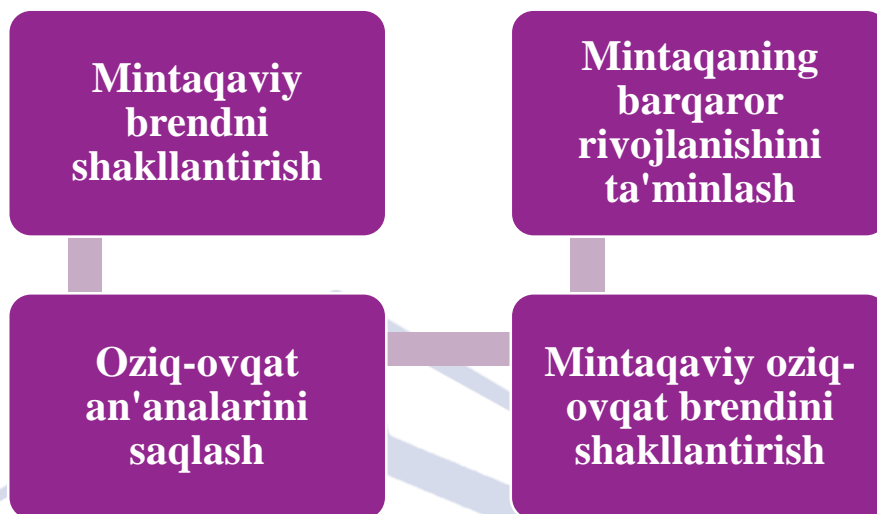 Mintaqaviy
brendni
shakllantirish
Oziq-ovqat
an'analarini
saqlash
Mintaqaviy oziq-
ovqat brendini
shakllantirish
Mintaqaning
barqaror
rivojlanishini
ta'minlash